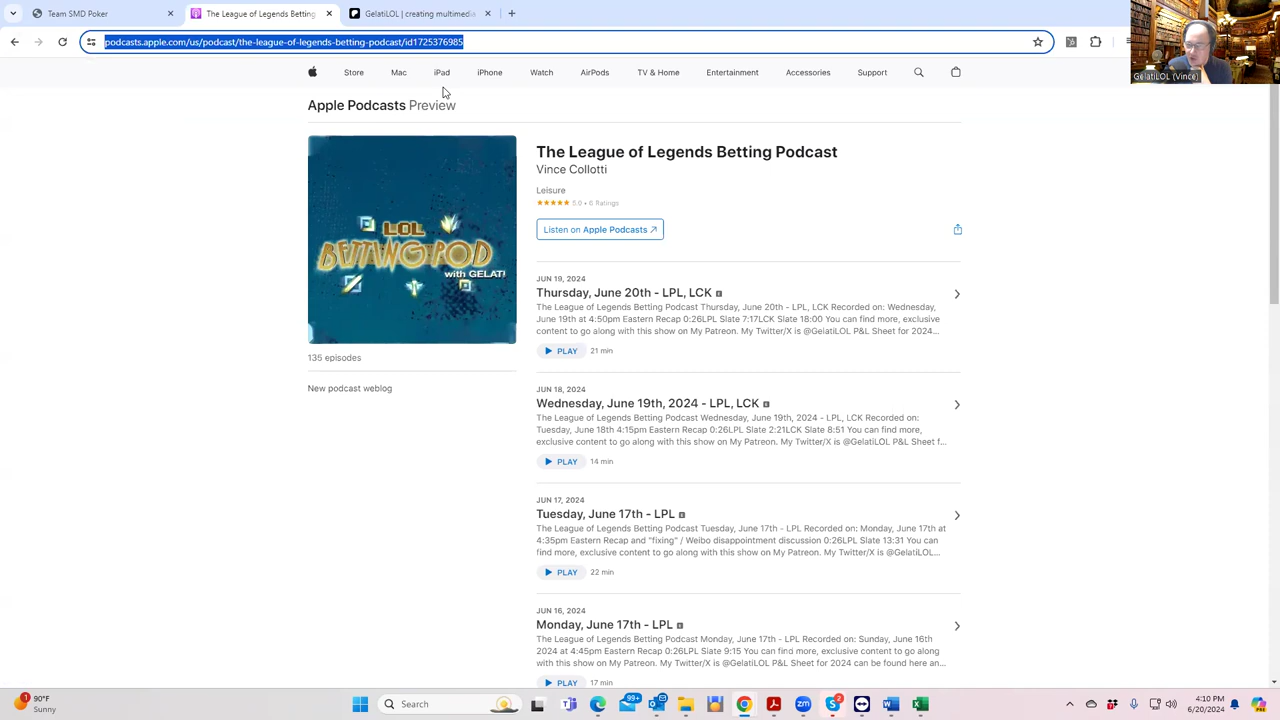 Team SMD Poker
The League of Legends Betting
GelatiLOL | creating multimedia
podcasts.apple.com/us/podcast/the-league-of-legends-betting-podcast/id1725376985
GelatiLOL (Vince)
Store Mac iPad iPhone Watch AirPods TV & Home Entertainment Accessories Support
Apple Podcasts Preview
LOL
BETTING POD
with GELATI
135 episodes
New podcast weblog
The League of Legends Betting Podcast
Vince Collotti
Leisure
★★★★★ 5.0 • 6 Ratings
Listen on Apple Podcasts ↗
JUN 19, 2024
Thursday, June 20th - LPL, LCK E
The League of Legends Betting Podcast Thursday, June 20th - LPL, LCK Recorded on: Wednesday,
June 19th at 4:50pm Eastern Recap 0:26LPL Slate 7:17LCK Slate 18:00 You can find more, exclusive
content to go along with this show on My Patreon. My Twitter/X is @GelatiLOL P&L Sheet for 2024...
PLAY 21 min
JUN 18, 2024
Wednesday, June 19th, 2024 - LPL, LCK E
The League of Legends Betting Podcast Wednesday, June 19th, 2024 - LPL, LCK Recorded on:
Tuesday, June 18th 4:15pm Eastern Recap 0:26LPL Slate 2:21LCK Slate 8:51 You can find more,
exclusive content to go along with this show on My Patreon. My Twitter/X is @GelatiLOL P&L Sheet f...
PLAY 14 min
JUN 17, 2024
Tuesday, June 17th - LPL E
The League of Legends Betting Podcast Tuesday, June 17th - LPL Recorded on: Monday, June 17th at
4:35pm Eastern Recap and "fixing" / Weibo disappointment discussion 0:26LPL Slate 13:31 You can
find more, exclusive content to go along with this show on My Patreon. My Twitter/X is @GelatiLOL...
PLAY 22 min
JUN 16, 2024
Monday, June 17th - LPL E
The League of Legends Betting Podcast Monday, June 17th - LPL Recorded on: Sunday, June 16th
2024 at 4:45pm Eastern Recap 0:26LPL Slate 9:15 You can find more, exclusive content to go along
with this show on My Patreon. My Twitter/X is @GelatiLOL P&L Sheet for 2024 can be found here an...
PLAY 17 min
90°F
Sunny
Search
99+
2
4:10 PM
6/20/2024